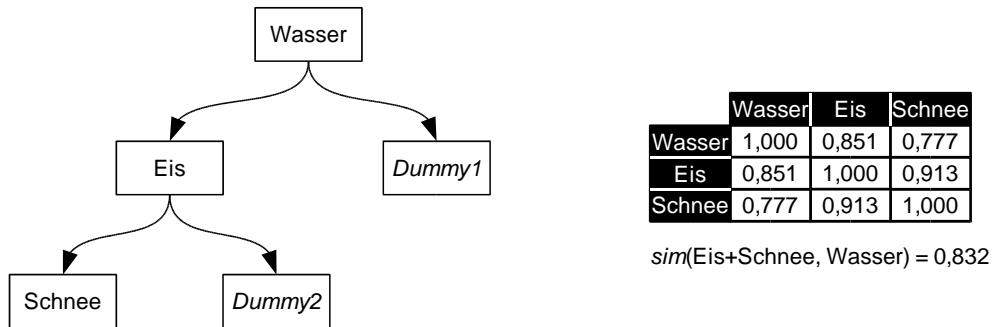 Wasser
Eis
Dummy1
Schnee
Dummy2
Wasser Eis Schnee
Wasser 1,000 0,851 0,777
Eis 0,851 1,000 0,913
Schnee 0,777 0,913 1,000
sim(Eis+Schnee, Wasser) = 0,832